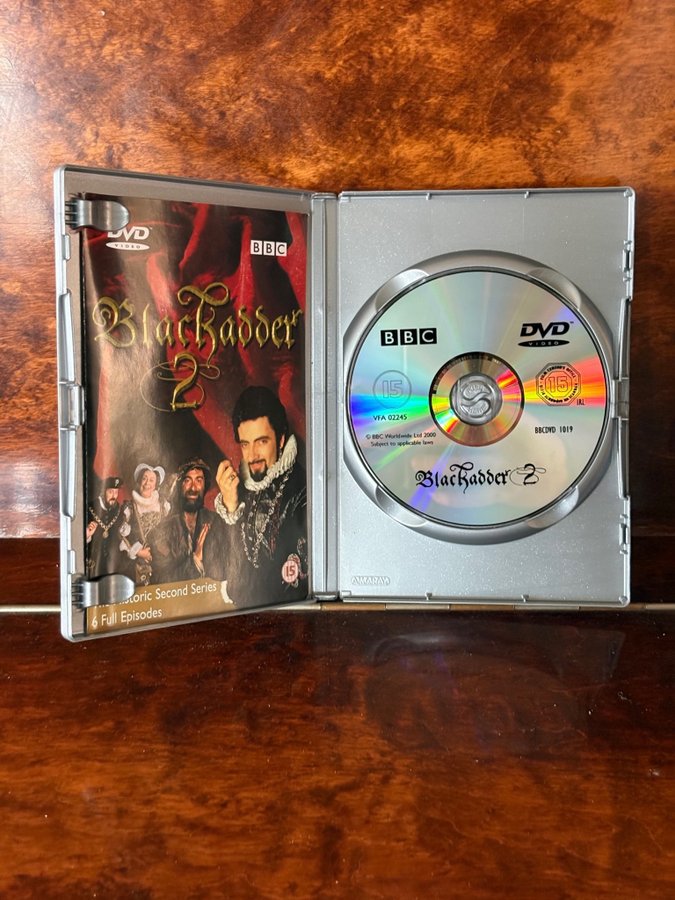 DVD
VIDEO
BBC
Blackadder
2
15
Historic Second Series
6 Full Episodes
BBC
DVD™
VIDEO
15
15
VFA 02245
IRL
BBCDVD 1019
© BBC Worldwide Ltd 2000
Subject to applicable laws
Blackadder 2
AMARAY